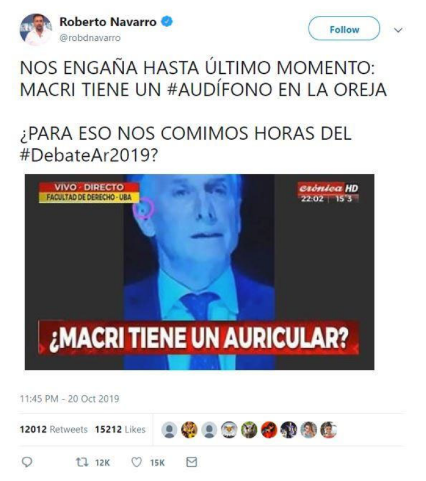 Roberto Navarro
@robdnavarro
Follow
NOS ENGAÑA HASTA ÚLTIMO MOMENTO:
MACRI TIENE UN #AUDÍFONO EN LA OREJA
¿PARA ESO NOS COMIMOS HORAS DEL
#DebateAr2019?
VIVO - DIRECTO
FACULTAD DE DERECHO - UBA
crónica HD
22:02 15°3
¿MACRI TIENE UN AURICULAR?
11:45 PM - 20 Oct 2019
12012 Retweets 15212 Likes
12K 15K